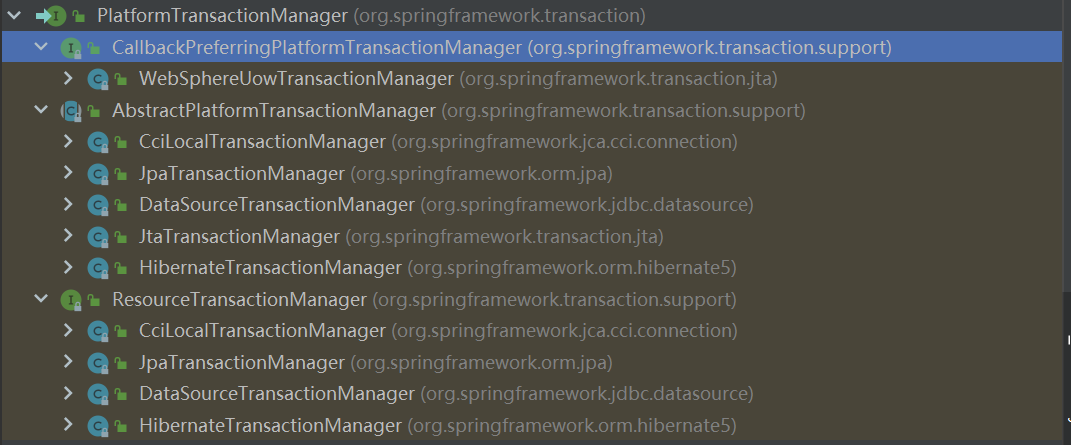 PlatformTransactionManager (org.springframework.transaction)
CallbackPreferringPlatformTransactionManager (org.springframework.transaction.support)
WebSphereUowTransactionManager (org.springframework.transaction.jta)
AbstractPlatformTransactionManager (org.springframework.transaction.support)
CciLocalTransactionManager (org.springframework.jca.cci.connection)
JpaTransactionManager (org.springframework.orm.jpa)
DataSourceTransactionManager (org.springframework.jdbc.datasource)
JtaTransactionManager (org.springframework.transaction.jta)
HibernateTransactionManager (org.springframework.orm.hibernate5)
ResourceTransactionManager (org.springframework.transaction.support)
CciLocalTransactionManager (org.springframework.jca.cci.connection)
JpaTransactionManager (org.springframework.orm.jpa)
DataSourceTransactionManager (org.springframework.jdbc.datasource)
HibernateTransactionManager (org.springframework.orm.hibernate5)